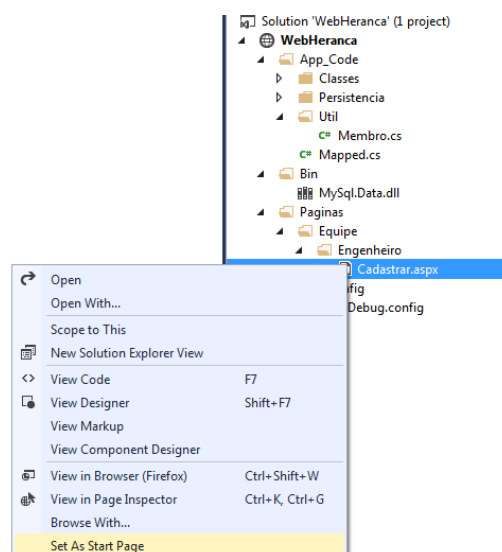 Solution 'WebHeranca' (1 project)
WebHeranca
App_Code
Classes
Persistencia
Util
C# Membro.cs
C# Mapped.cs
Bin
MySql.Data.dll
Paginas
Equipe
Engenheiro
Cadastrar.aspx
fig
Debug.config
Open
Open With...
Scope to This
New Solution Explorer View
View Code F7
View Designer Shift+F7
View Markup
View Component Designer
View in Browser (Firefox) Ctrl+Shift+W
View in Page Inspector Ctrl+K, Ctrl+G
Browse With...
Set As Start Page